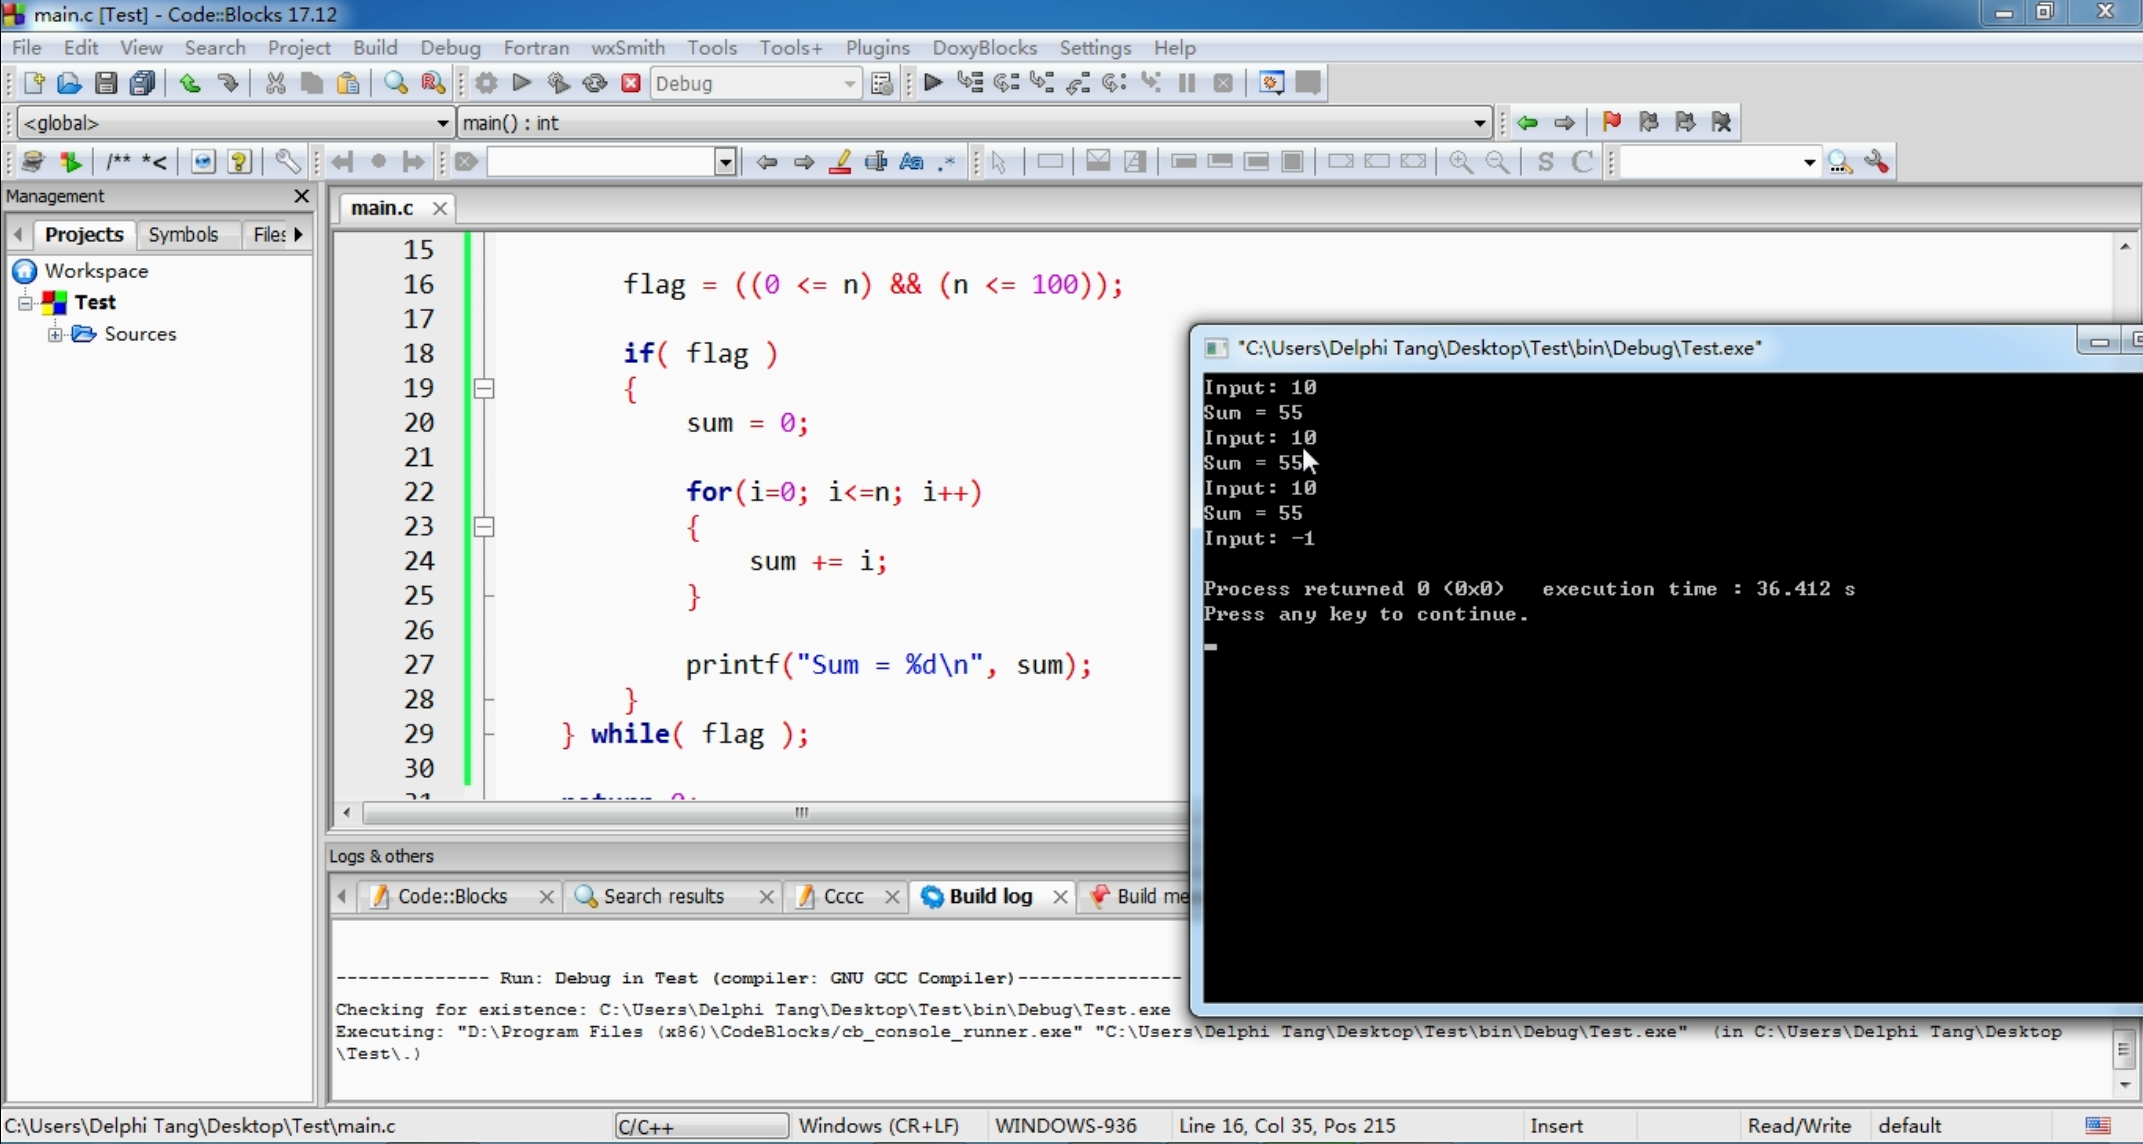 main.c [Test] - Code::Blocks 17.12
File Edit View Search Project Build Debug Fortran wxSmith Tools Tools+ Plugins DoxyBlocks Settings Help
Debug
<global> main() : int
/** *<
S C
Management
Projects Symbols Files
Workspace
Test
Sources
main.c
15
16 flag = ((0 <= n) && (n <= 100));
17
18 if( flag )
19 {
20 sum = 0;
21
22 for(i=0; i<=n; i++)
23 {
24 sum += i;
25 }
26
27 printf("Sum = %d\n", sum);
28 }
29 } while( flag );
30
31 return 0;
"C:\Users\Delphi Tang\Desktop\Test\bin\Debug\Test.exe"
Input: 10
Sum = 55
Input: 10
Sum = 55
Input: 10
Sum = 55
Input: -1
Process returned 0 (0x0) execution time : 36.412 s
Press any key to continue.
Logs & others
Code::Blocks Search results Cccc Build log Build me
-------------- Run: Debug in Test (compiler: GNU GCC Compiler)---------------
Checking for existence: C:\Users\Delphi Tang\Desktop\Test\bin\Debug\Test.exe
Executing: "D:\Program Files (x86)\CodeBlocks/cb_console_runner.exe" "C:\Users\Delphi Tang\Desktop\Test\bin\Debug\Test.exe" (in C:\Users\Delphi Tang\Desktop
\Test\.)
C:\Users\Delphi Tang\Desktop\Test\main.c C/C++ Windows (CR+LF) WINDOWS-936 Line 16, Col 35, Pos 215 Insert Read/Write default